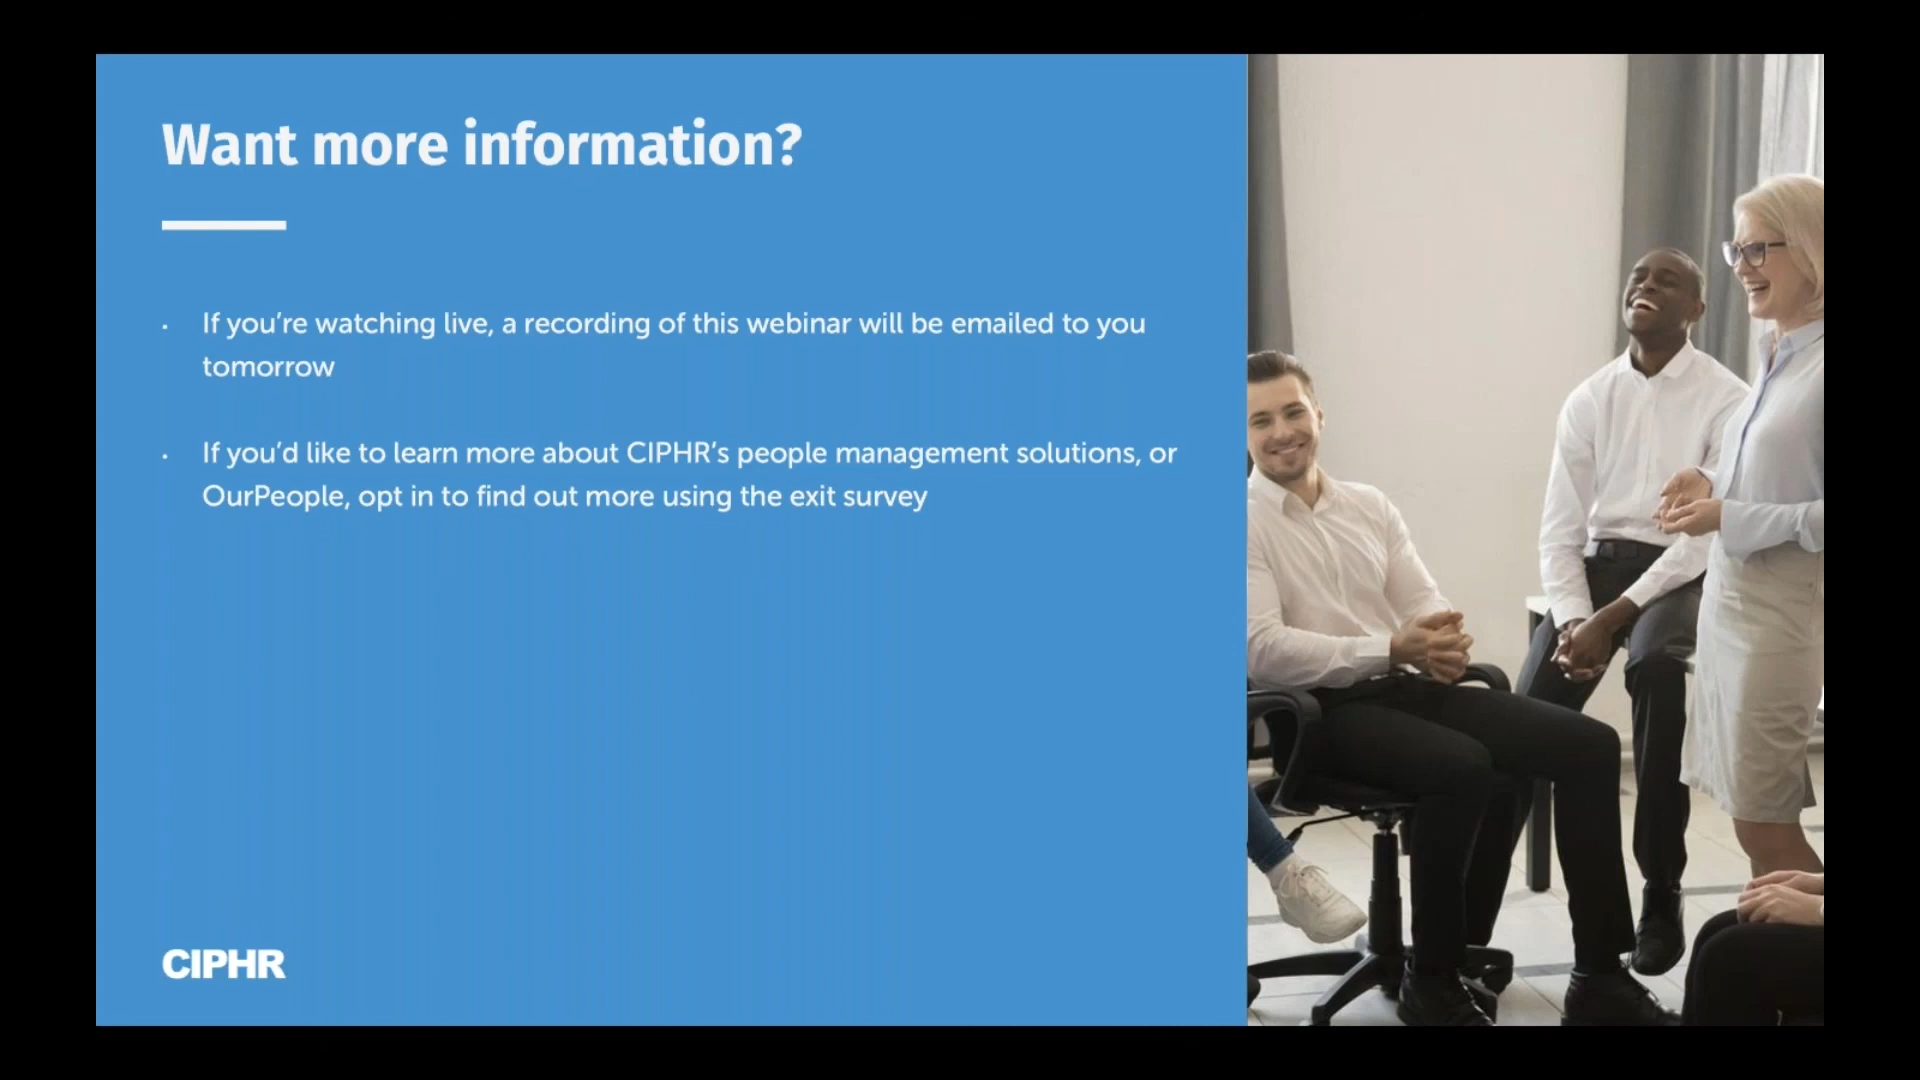 Want more information?
· If you’re watching live, a recording of this webinar will be emailed to you
tomorrow
· If you’d like to learn more about CIPHR’s people management solutions, or
OurPeople, opt in to find out more using the exit survey
CIPHR